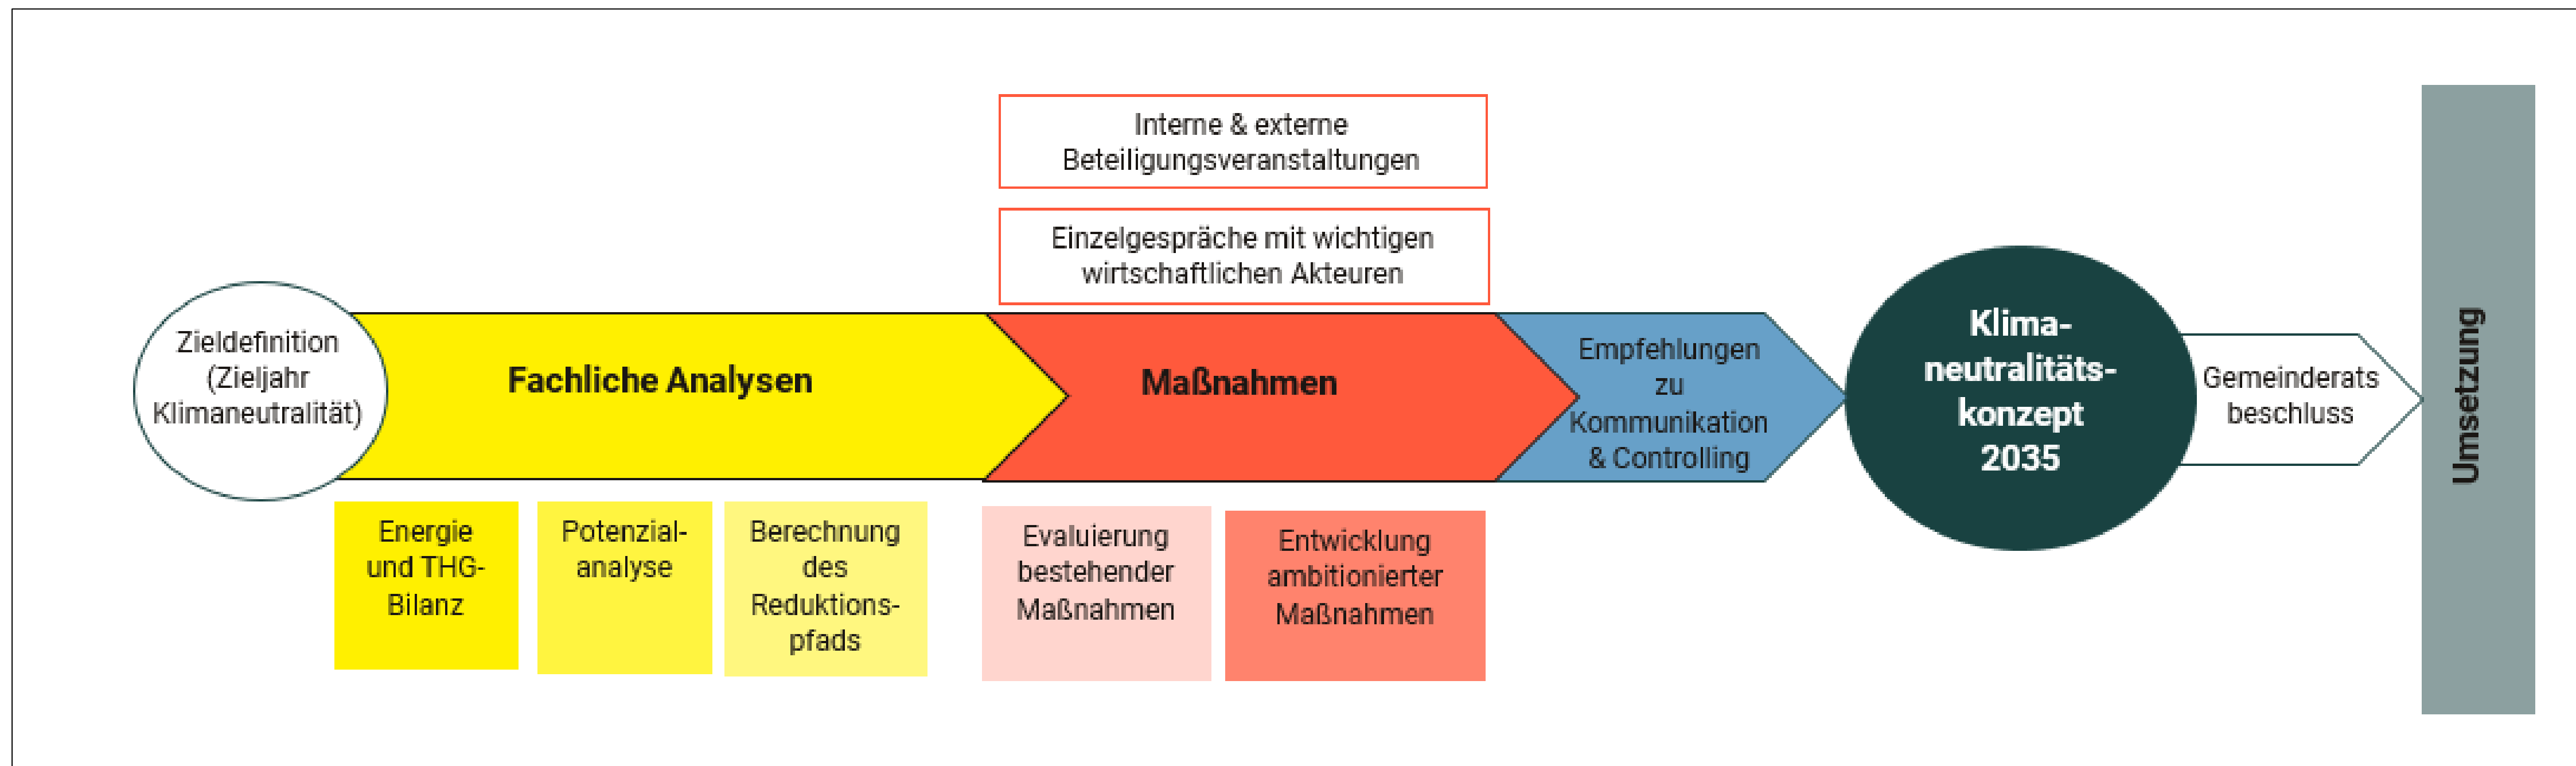 Interne & externe
Beteiligungsveranstaltungen
Einzelgespräche mit wichtigen
wirtschaftlichen Akteuren
Zieldefinition
(Zieljahr
Klimaneutralität)
Fachliche Analysen
Maßnahmen
Empfehlungen
zu
Kommunikation
& Controlling
Klima-
neutralitäts-
konzept
2035
Gemeinderats
beschluss
Umsetzung
Energie
und THG-
Bilanz
Potenzial-
analyse
Berechnung
des
Reduktions-
pfads
Evaluierung
bestehender
Maßnahmen
Entwicklung
ambitionierter
Maßnahmen